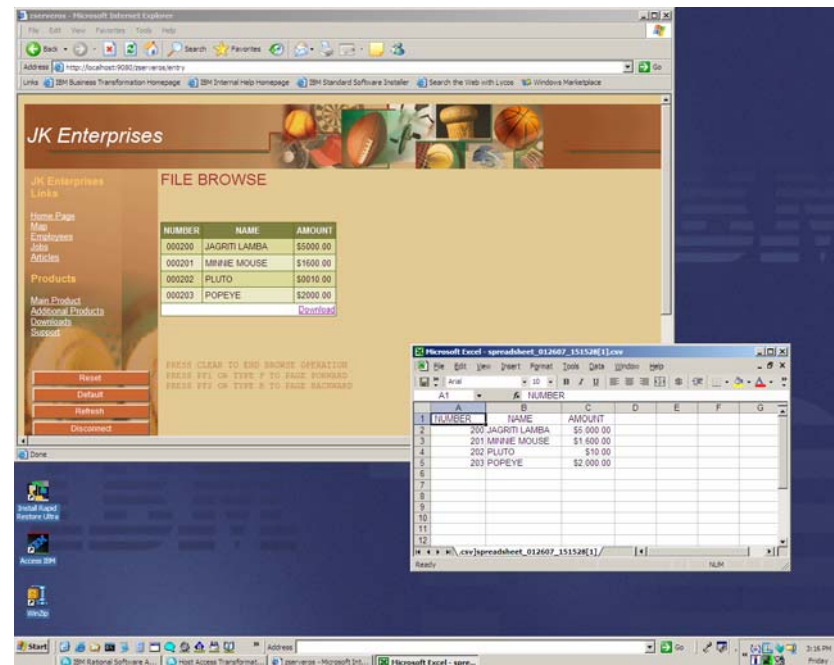 zserveros - Microsoft Internet Explorer
File Edit View Favorites Tools Help
Back Search Favorites
Address http://localhost:9080/zserveros/entry Go
Links IBM Business Transformation Homepage IBM Internal Help Homepage IBM Standard Software Installer Search the Web with Lycos Windows Marketplace
JK Enterprises
JK Enterprises
Links
Home Page
Map
Employees
Jobs
Articles
Products
Main Product
Additional Products
Downloads
Support
Reset
Default
Refresh
Disconnect
FILE BROWSE
NUMBER NAME AMOUNT
000200 JAGRITI LAMBA $5000.00
000201 MINNIE MOUSE $1600.00
000202 PLUTO $0010.00
000203 POPEYE $2000.00
Download
PRESS CLEAR TO END BROWSE OPERATION
PRESS PF1 OR TYPE F TO PAGE FORWARD
PRESS PF2 OR TYPE B TO PAGE BACKWARD
Done
Microsoft Excel - spreadsheet_012607_151528[1].csv
File Edit View Insert Format Tools Data Window Help
Arial 10 B I U
A1 fx NUMBER
A B C D E F G
1 NUMBER NAME AMOUNT
2 200 JAGRITI LAMBA $5,000.00
3 201 MINNIE MOUSE $1,600.00
4 202 PLUTO $10.00
5 203 POPEYE $2,000.00
6
7
8
9
10
11
12
.csv]spreadsheet_012607_151528[1]
Ready NUM
Install Rapid
Restore Ultra
Access IBM
WinZip
IBM
Start Address Go 3:16 PM
IBM Rational Software A... Host Access Transformat... zserveros - Microsoft Int... Microsoft Excel - spre... Friday